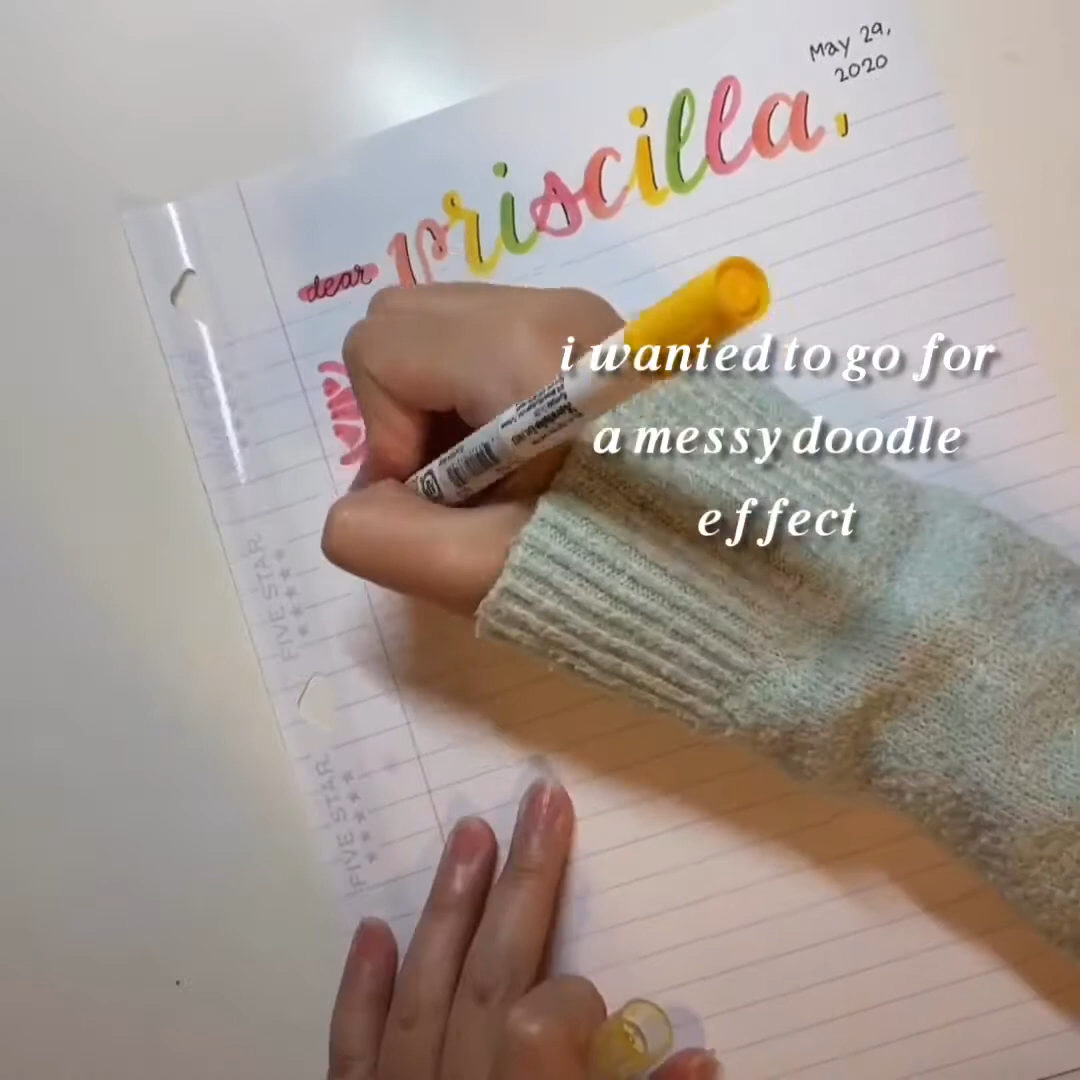 May 29,
2020
dear priscilla,
i wanted to go for
a messy doodle
effect
FIVE STAR
FIVE STAR